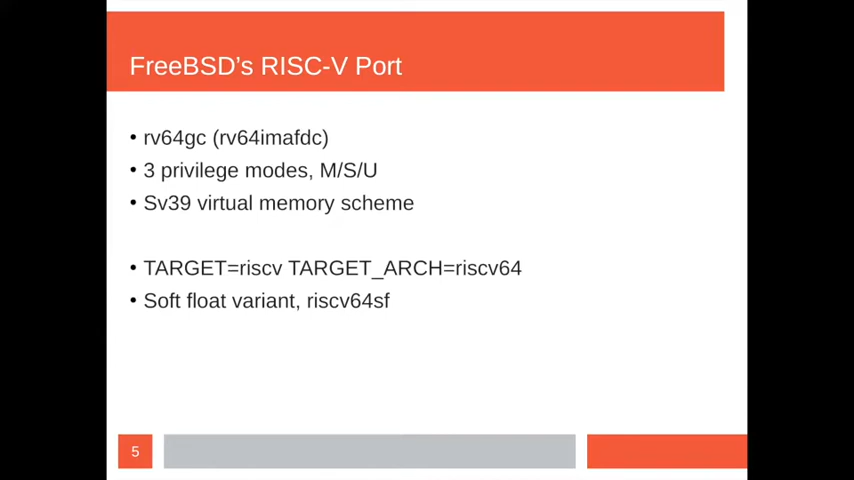 FreeBSD’s RISC-V Port
• rv64gc (rv64imafdc)
• 3 privilege modes, M/S/U
• Sv39 virtual memory scheme
• TARGET=riscv TARGET_ARCH=riscv64
• Soft float variant, riscv64sf
5